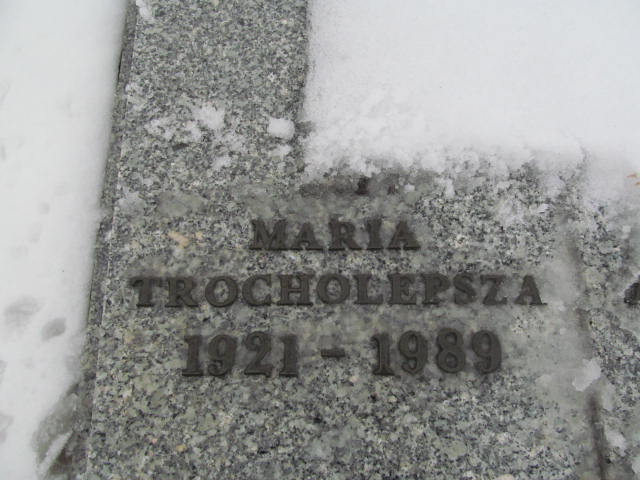 MARIA
TROCHOLEPSZA
1921 - 1989